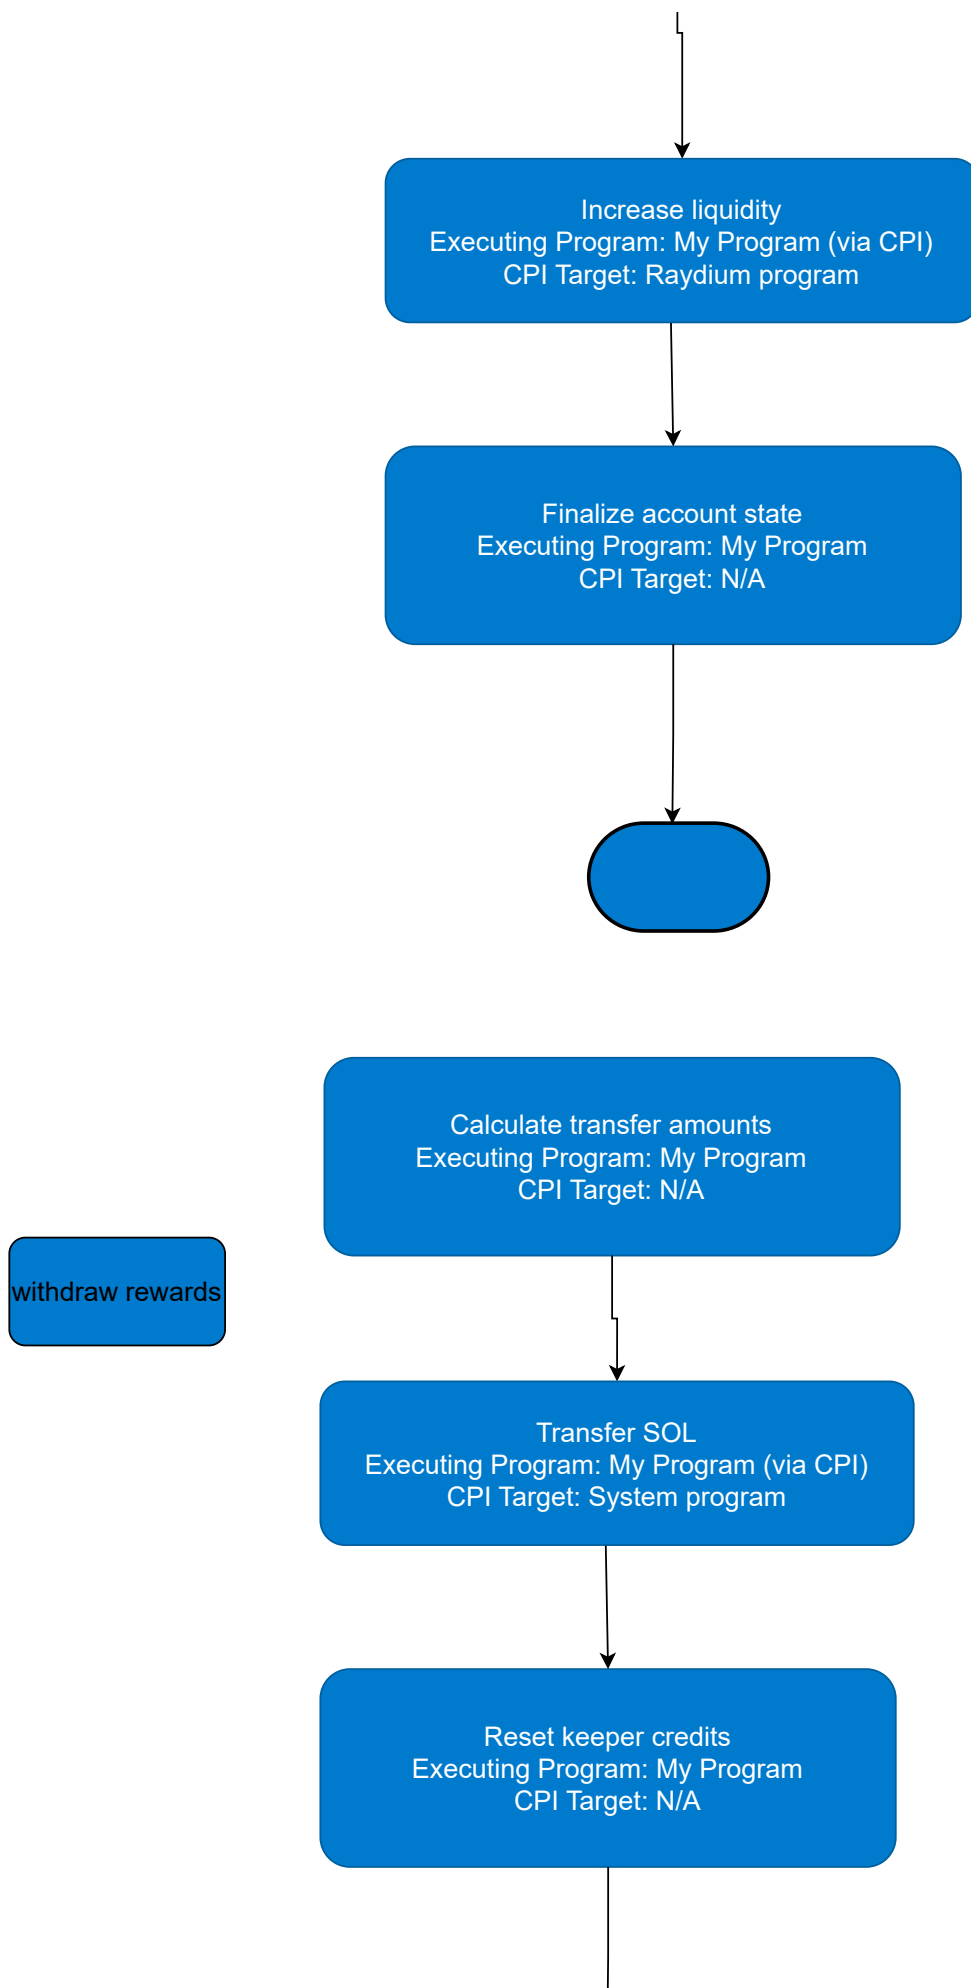 Increase liquidity
Executing Program: My Program (via CPI)
CPI Target: Raydium program
Finalize account state
Executing Program: My Program
CPI Target: N/A
Calculate transfer amounts
Executing Program: My Program
CPI Target: N/A
withdraw rewards
Transfer SOL
Executing Program: My Program (via CPI)
CPI Target: System program
Reset keeper credits
Executing Program: My Program
CPI Target: N/A